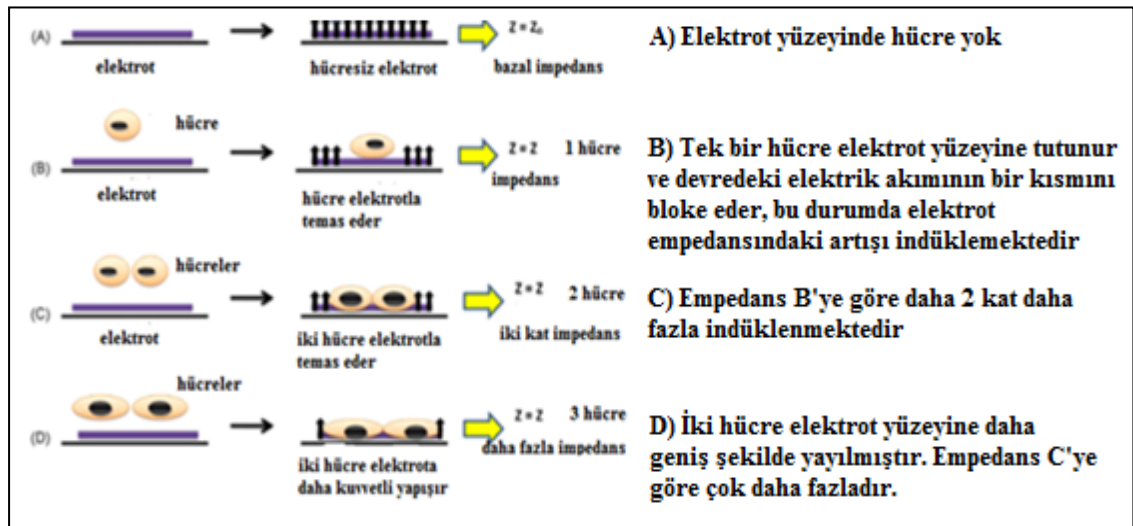 (A)
elektrot
hücresiz elektrot
Z = Z₀
bazal impedans
A) Elektrot yüzeyinde hücre yok
hücre
(B)
elektrot
hücre elektrotla
temas eder
Z = Z 1 hücre
impedans
B) Tek bir hücre elektrot yüzeyine tutunur
ve devredeki elektrik akımının bir kısmını
bloke eder, bu durumda elektrot
empedansındaki artışı indüklemektedir
hücreler
(C)
elektrot
iki hücre elektrotla
temas eder
Z = Z 2 hücre
iki kat impedans
C) Empedans B'ye göre daha 2 kat daha
fazla indüklenmektedir
hücreler
(D)
iki hücre elektrota
daha kuvvetli yapışır
Z = Z 3 hücre
daha fazla impedans
D) İki hücre elektrot yüzeyine daha
geniş şekilde yayılmıştır. Empedans C'ye
göre çok daha fazladır.